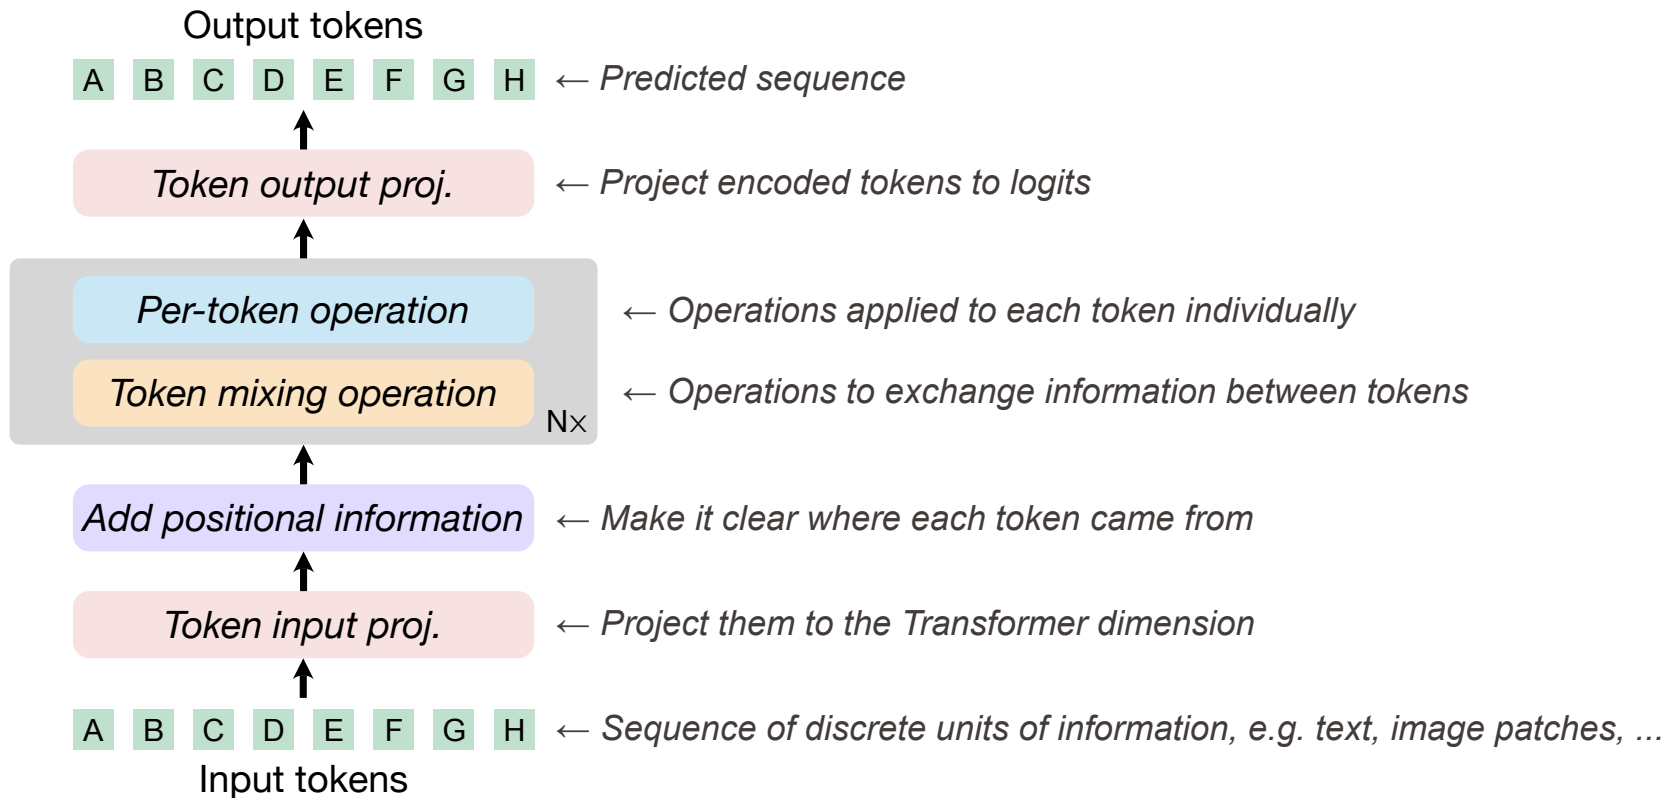 Output tokens
A B C D E F G H ← Predicted sequence
Token output proj. ← Project encoded tokens to logits
Per-token operation ← Operations applied to each token individually
Token mixing operation ← Operations to exchange information between tokens
N×
Add positional information ← Make it clear where each token came from
Token input proj. ← Project them to the Transformer dimension
A B C D E F G H ← Sequence of discrete units of information, e.g. text, image patches, ...
Input tokens